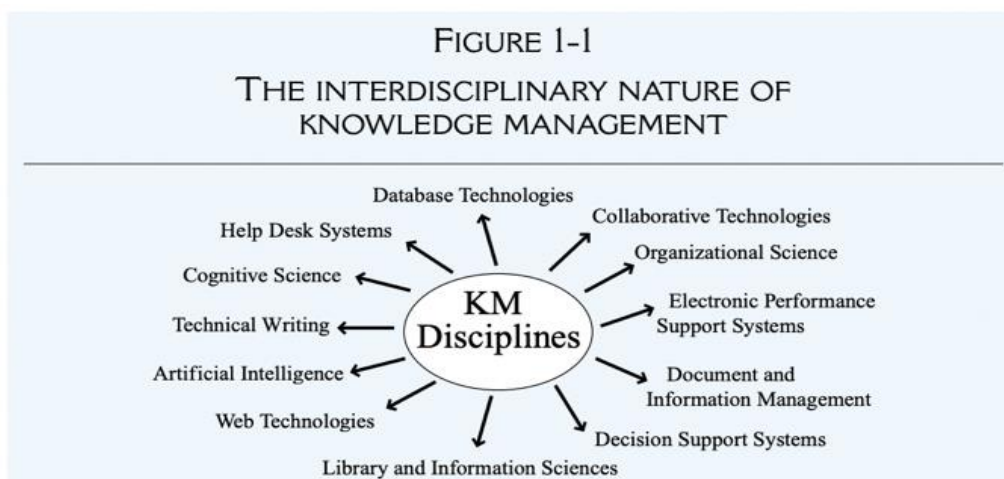 FIGURE 1-1
THE INTERDISCIPLINARY NATURE OF
KNOWLEDGE MANAGEMENT
Database Technologies
Collaborative Technologies
Help Desk Systems
Organizational Science
Cognitive Science
Electronic Performance
Support Systems
KM
Disciplines
Technical Writing
Artificial Intelligence
Document and
Information Management
Web Technologies
Decision Support Systems
Library and Information Sciences